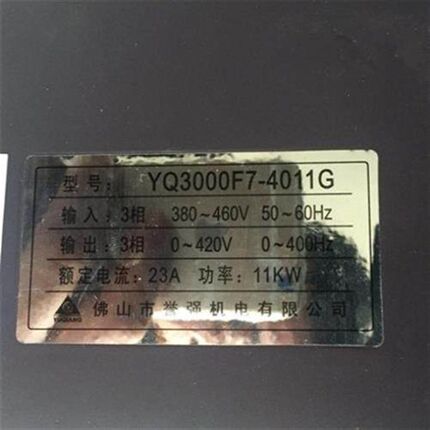 型号: YQ3000F7-4011G
输入: 3相 380~460V 50~60Hz
输出: 3相 0~420V 0~400Hz
额定电流: 23A 功率: 11KW
佛山市誉强机电有限公司
YUQIANG